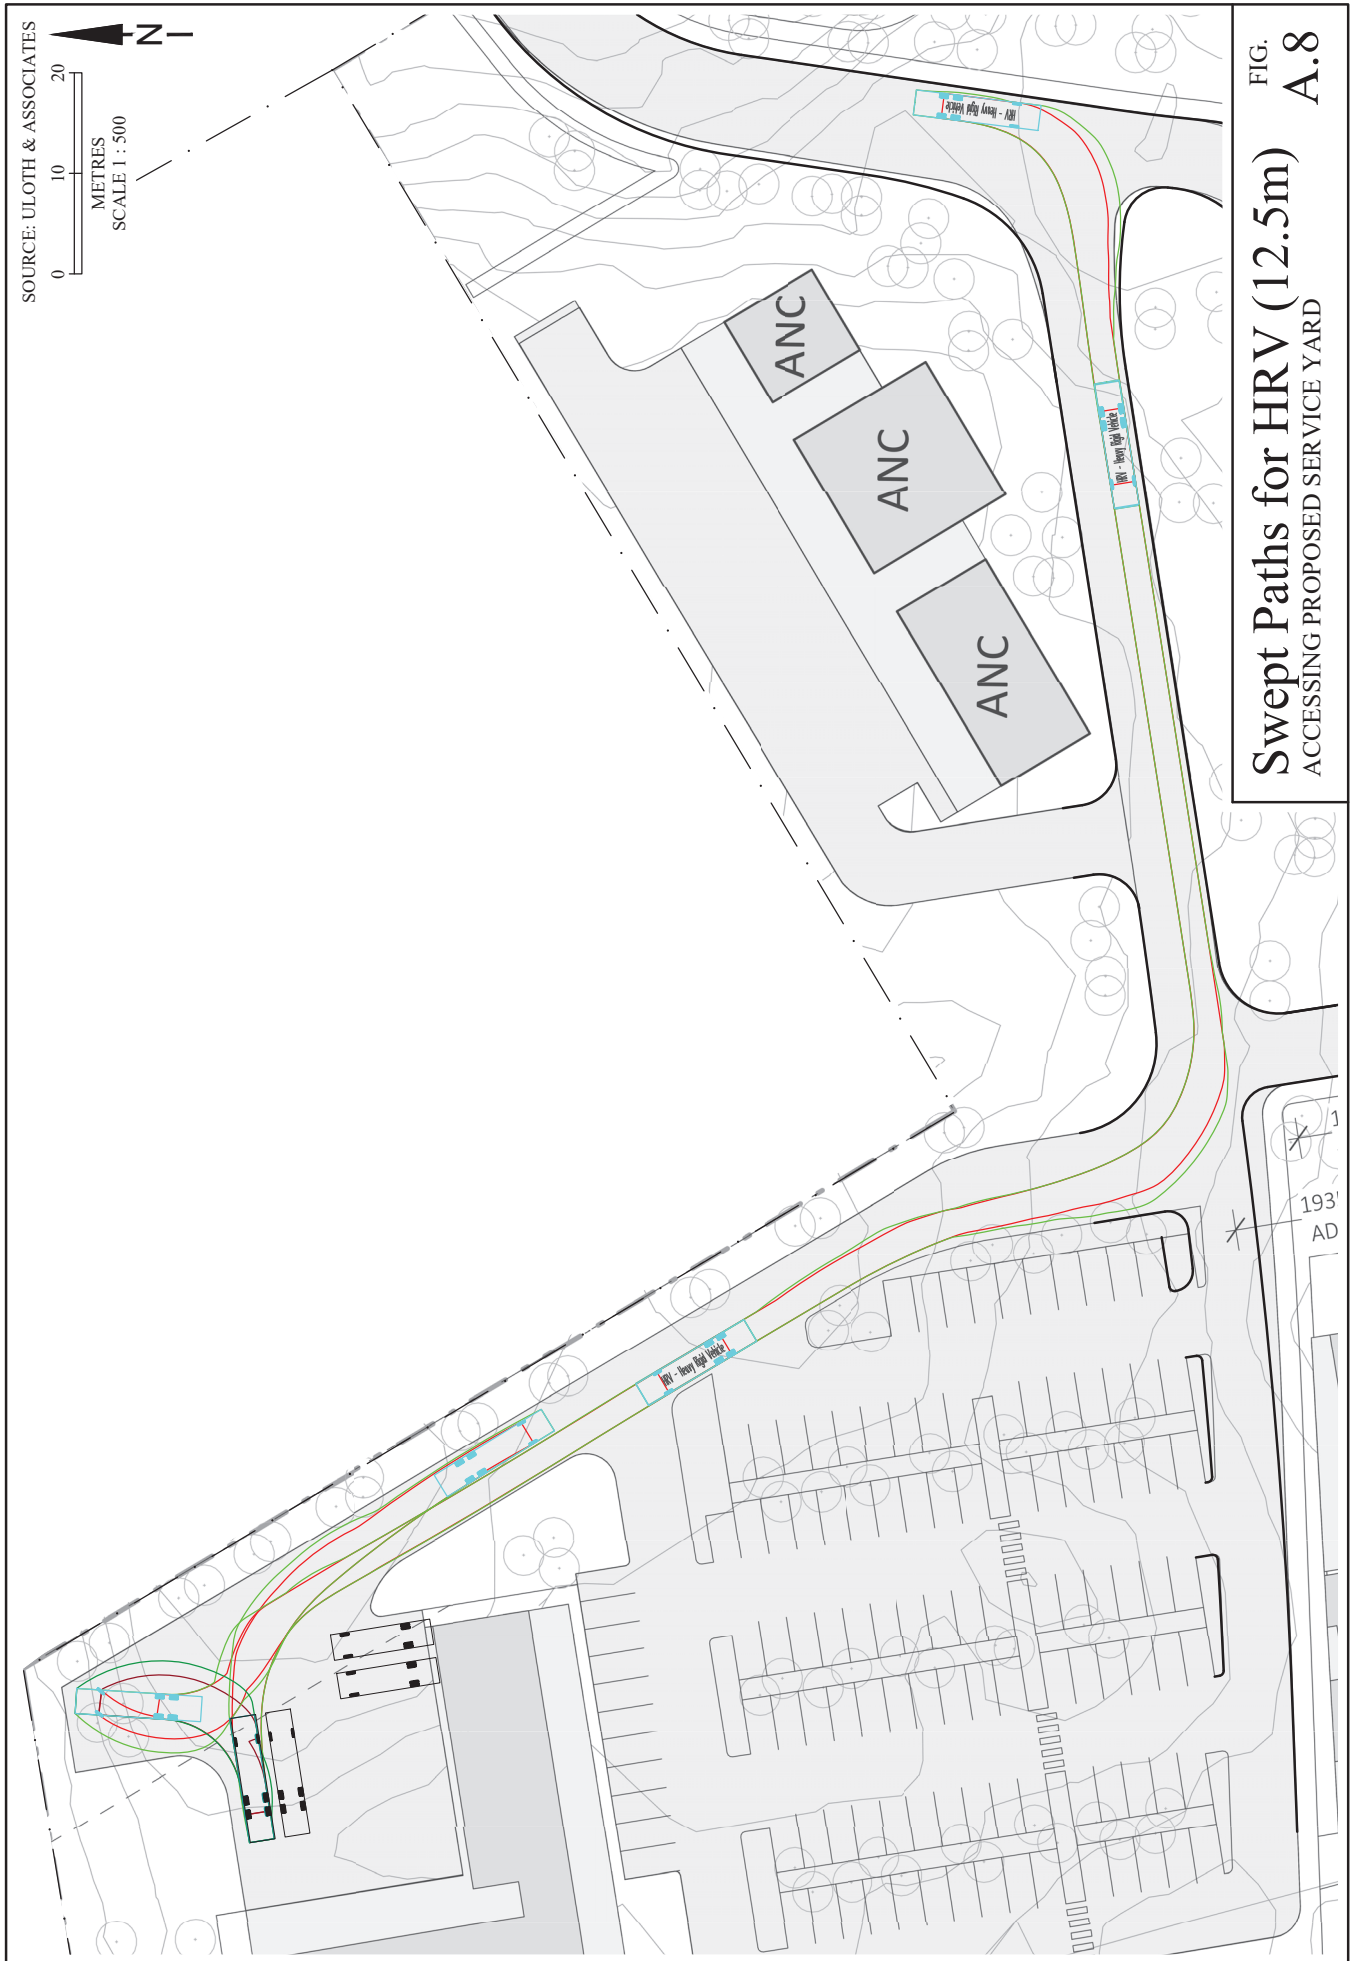 SOURCE: ULOTH & ASSOCIATES
N
0 10 20
METRES
SCALE 1 : 500
ANC
ANC
ANC
HRV - Heavy Rigid Vehicle
HRV - Heavy Rigid Vehicle
HRV - Heavy Rigid Vehicle
193
AD
1
Swept Paths for HRV (12.5m)
ACCESSING PROPOSED SERVICE YARD
FIG.
A.8